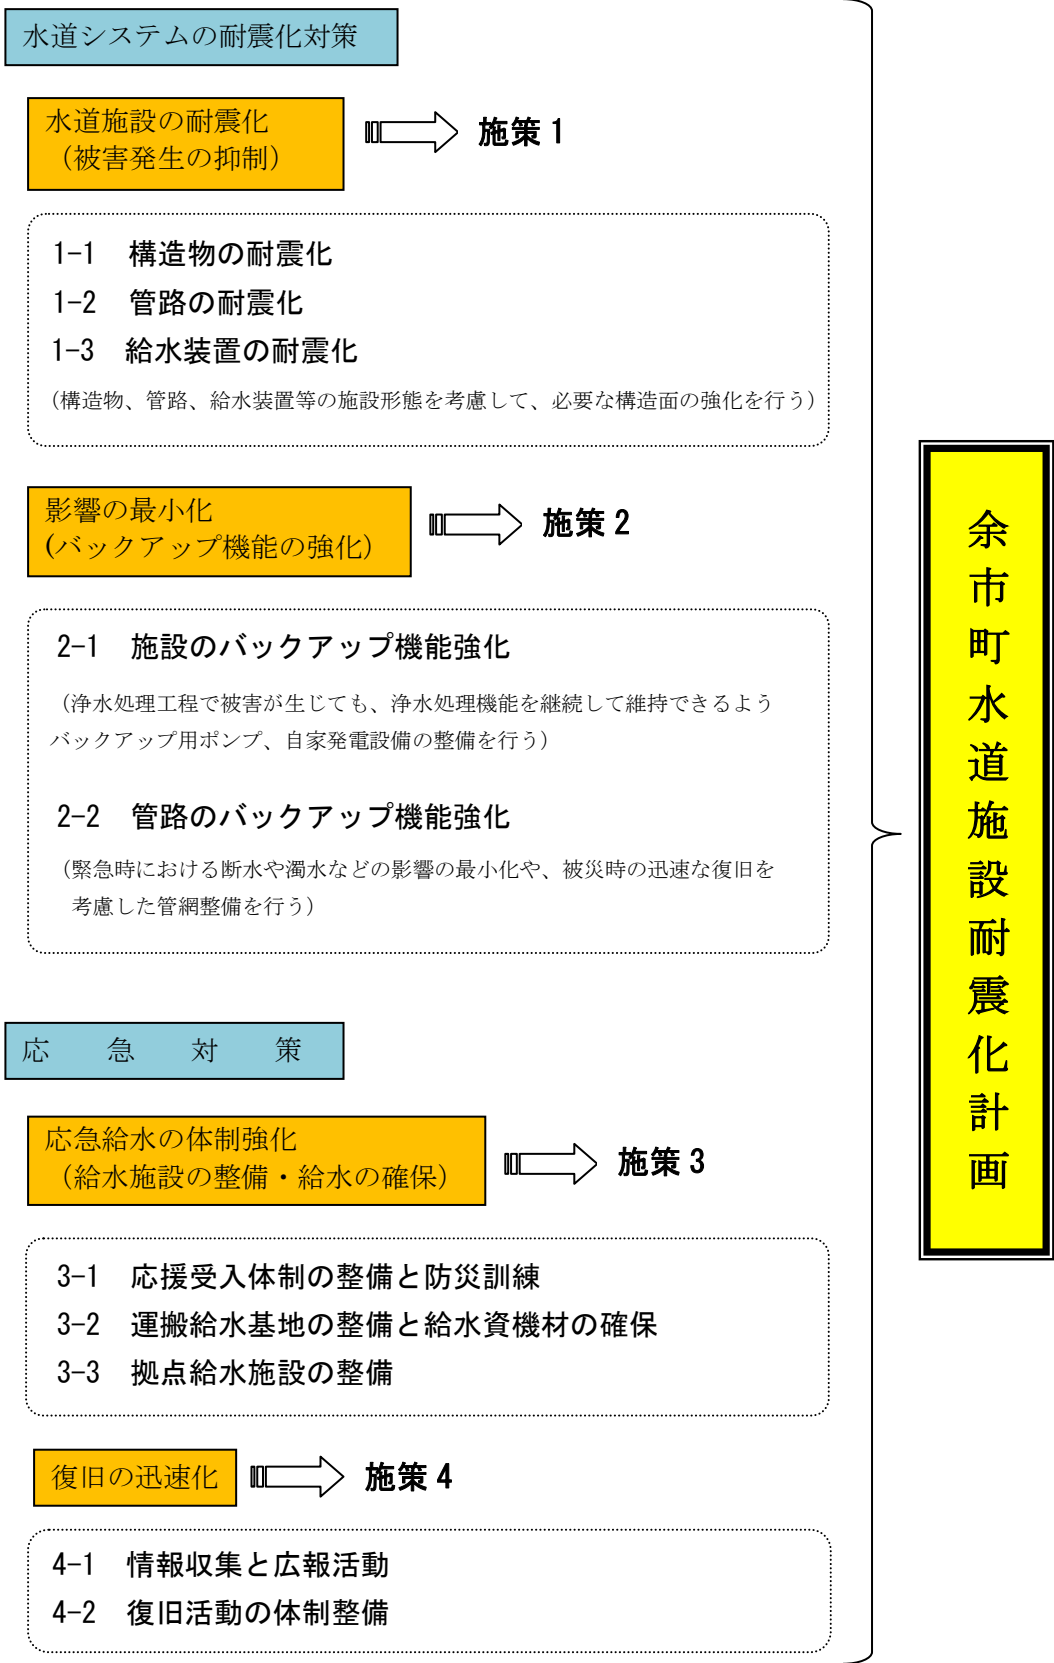 水道システムの耐震化対策
水道施設の耐震化
（被害発生の抑制）
施策 1
1-1　構造物の耐震化
1-2　管路の耐震化
1-3　給水装置の耐震化
（構造物、管路、給水装置等の施設形態を考慮して、必要な構造面の強化を行う）
影響の最小化
(バックアップ機能の強化）
施策 2
2-1　施設のバックアップ機能強化
（浄水処理工程で被害が生じても、浄水処理機能を継続して維持できるよう
バックアップ用ポンプ、自家発電設備の整備を行う）
2-2　管路のバックアップ機能強化
（緊急時における断水や濁水などの影響の最小化や、被災時の迅速な復旧を
考慮した管網整備を行う）
応　急　対　策
応急給水の体制強化
（給水施設の整備・給水の確保）
施策 3
3-1　応援受入体制の整備と防災訓練
3-2　運搬給水基地の整備と給水資機材の確保
3-3　拠点給水施設の整備
復旧の迅速化
施策 4
4-1　情報収集と広報活動
4-2　復旧活動の体制整備
余市町水道施設耐震化計画